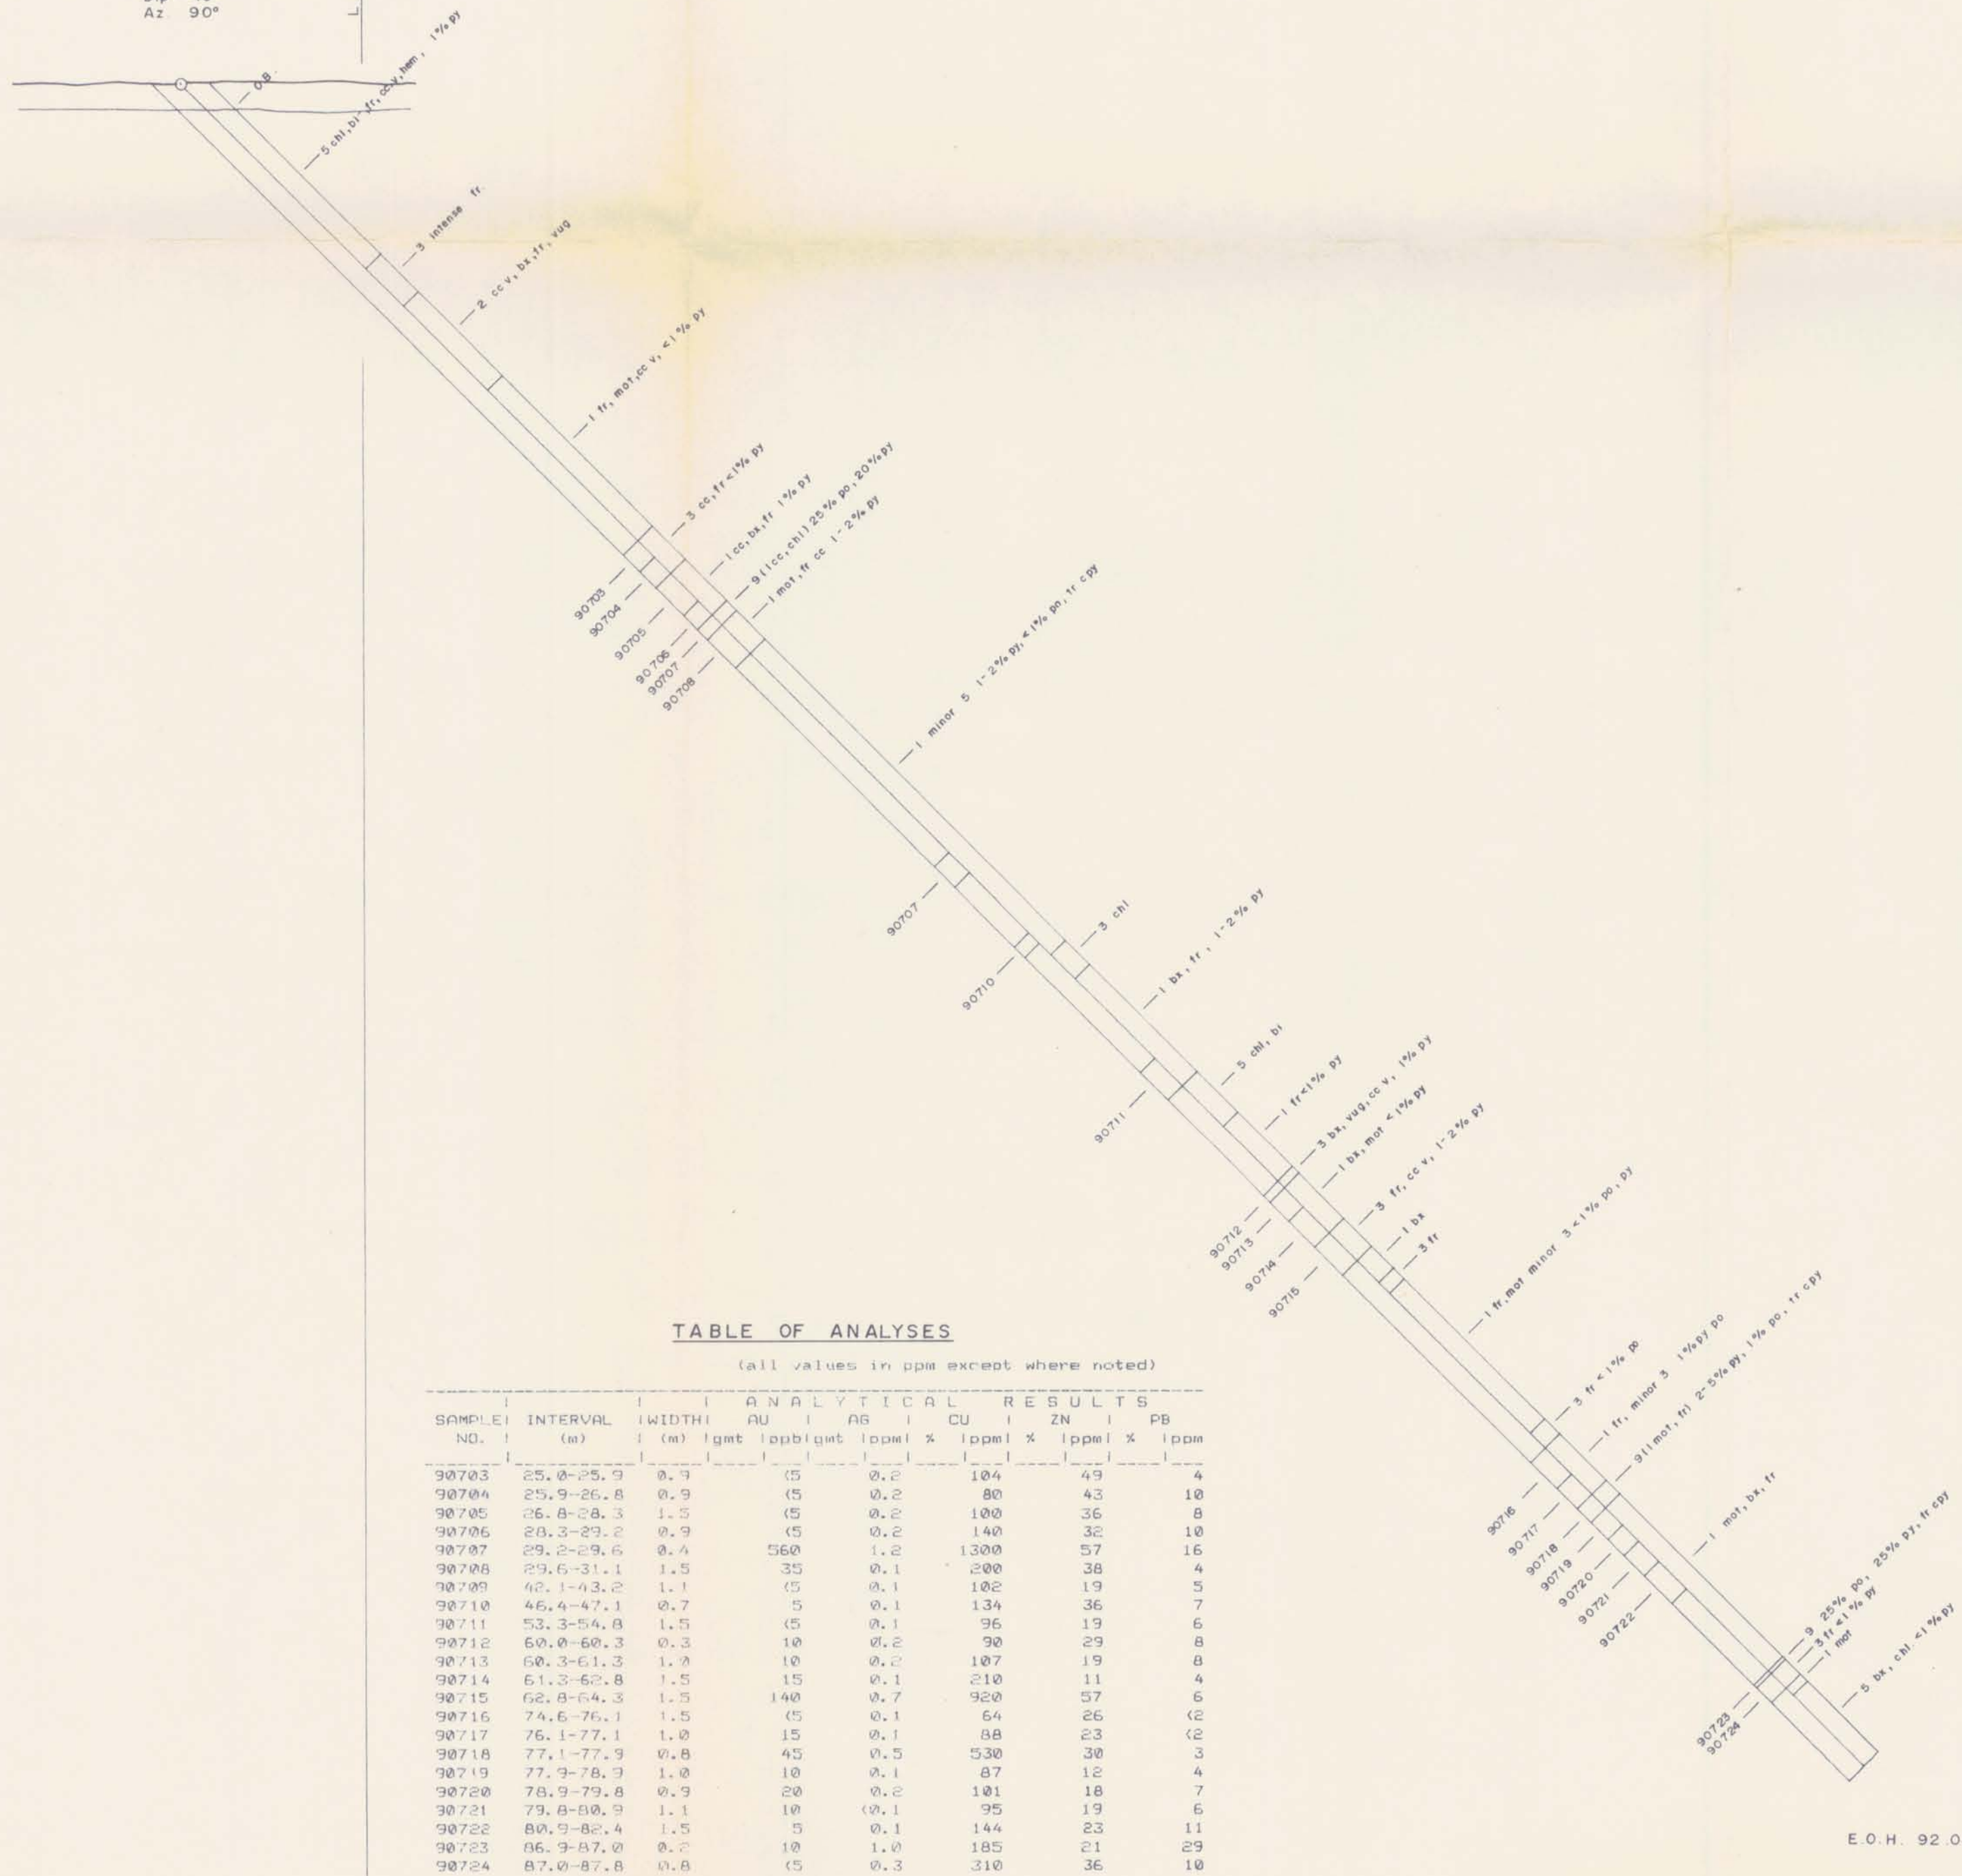 Az. 90°
O.B.
5 chl, bi-fr, cc v, hem, 1% py
3 intense fr.
2 cc v, bx, fr, vug
1 fr, mot, cc v, <1% py
3 cc, fr <1% py
1 cc, bx, fr 1% py
9 (1cc, chl) 25% po, 20% py
1 mot, fr cc 1-2% py
90703
90704
90705
90706
90707
90708
1 minor 5 1-2% py, <1% po, tr cpy
90707
3 chl
90710
1 bx, fr, 1-2% py
5 chl, bi
90711
1 fr <1% py
3 bx, vug, cc v, 1% py
1 bx, mot <1% py
3 fr, cc v, 1-2% py
1 bx
3 fr
90712
90713
90714
90715
1 fr, mot minor 3 <1% po, py
3 fr <1% po
1 fr, minor 3 1% py po
9 (1 mot, fr) 2-5% py, 1% po, tr cpy
90716
90717
90718
90719
90720
90721
90722
1 mot, bx, fr
9 25% po, 25% py, tr cpy
3 fr <1% py
1 mot
5 bx, chl. <1% py
90723
90724
TABLE OF ANALYSES
(all values in ppm except where noted)
ANALYTICAL RESULTS
SAMPLE INTERVAL WIDTH AU AG CU ZN PB
NO. (m) (m) gmt ppb gmt ppm % ppm % ppm % ppm
90703 25.0-25.9 0.9 <5 0.2 104 49 4
90704 25.9-26.8 0.9 <5 0.2 80 43 10
90705 26.8-28.3 1.5 <5 0.2 100 36 8
90706 28.3-29.2 0.9 <5 0.2 140 32 10
90707 29.2-29.6 0.4 560 1.2 1300 57 16
90708 29.6-31.1 1.5 35 0.1 200 38 4
90709 42.1-43.2 1.1 <5 0.1 102 19 5
90710 46.4-47.1 0.7 5 0.1 134 36 7
90711 53.3-54.8 1.5 <5 0.1 96 19 6
90712 60.0-60.3 0.3 10 0.2 90 29 8
90713 60.3-61.3 1.0 10 0.2 107 19 8
90714 61.3-62.8 1.5 15 0.1 210 11 4
90715 62.8-64.3 1.5 140 0.7 920 57 6
90716 74.6-76.1 1.5 <5 0.1 64 26 <2
90717 76.1-77.1 1.0 15 0.1 88 23 <2
90718 77.1-77.9 0.8 45 0.5 530 30 3
90719 77.9-78.9 1.0 10 0.1 87 12 4
90720 78.9-79.8 0.9 20 0.2 101 18 7
90721 79.8-80.9 1.1 10 <0.1 95 19 6
90722 80.9-82.4 1.5 5 0.1 144 23 11
90723 86.9-87.0 0.2 10 1.0 185 21 29
90724 87.0-87.8 0.8 <5 0.3 310 36 10
E.O.H. 92.0